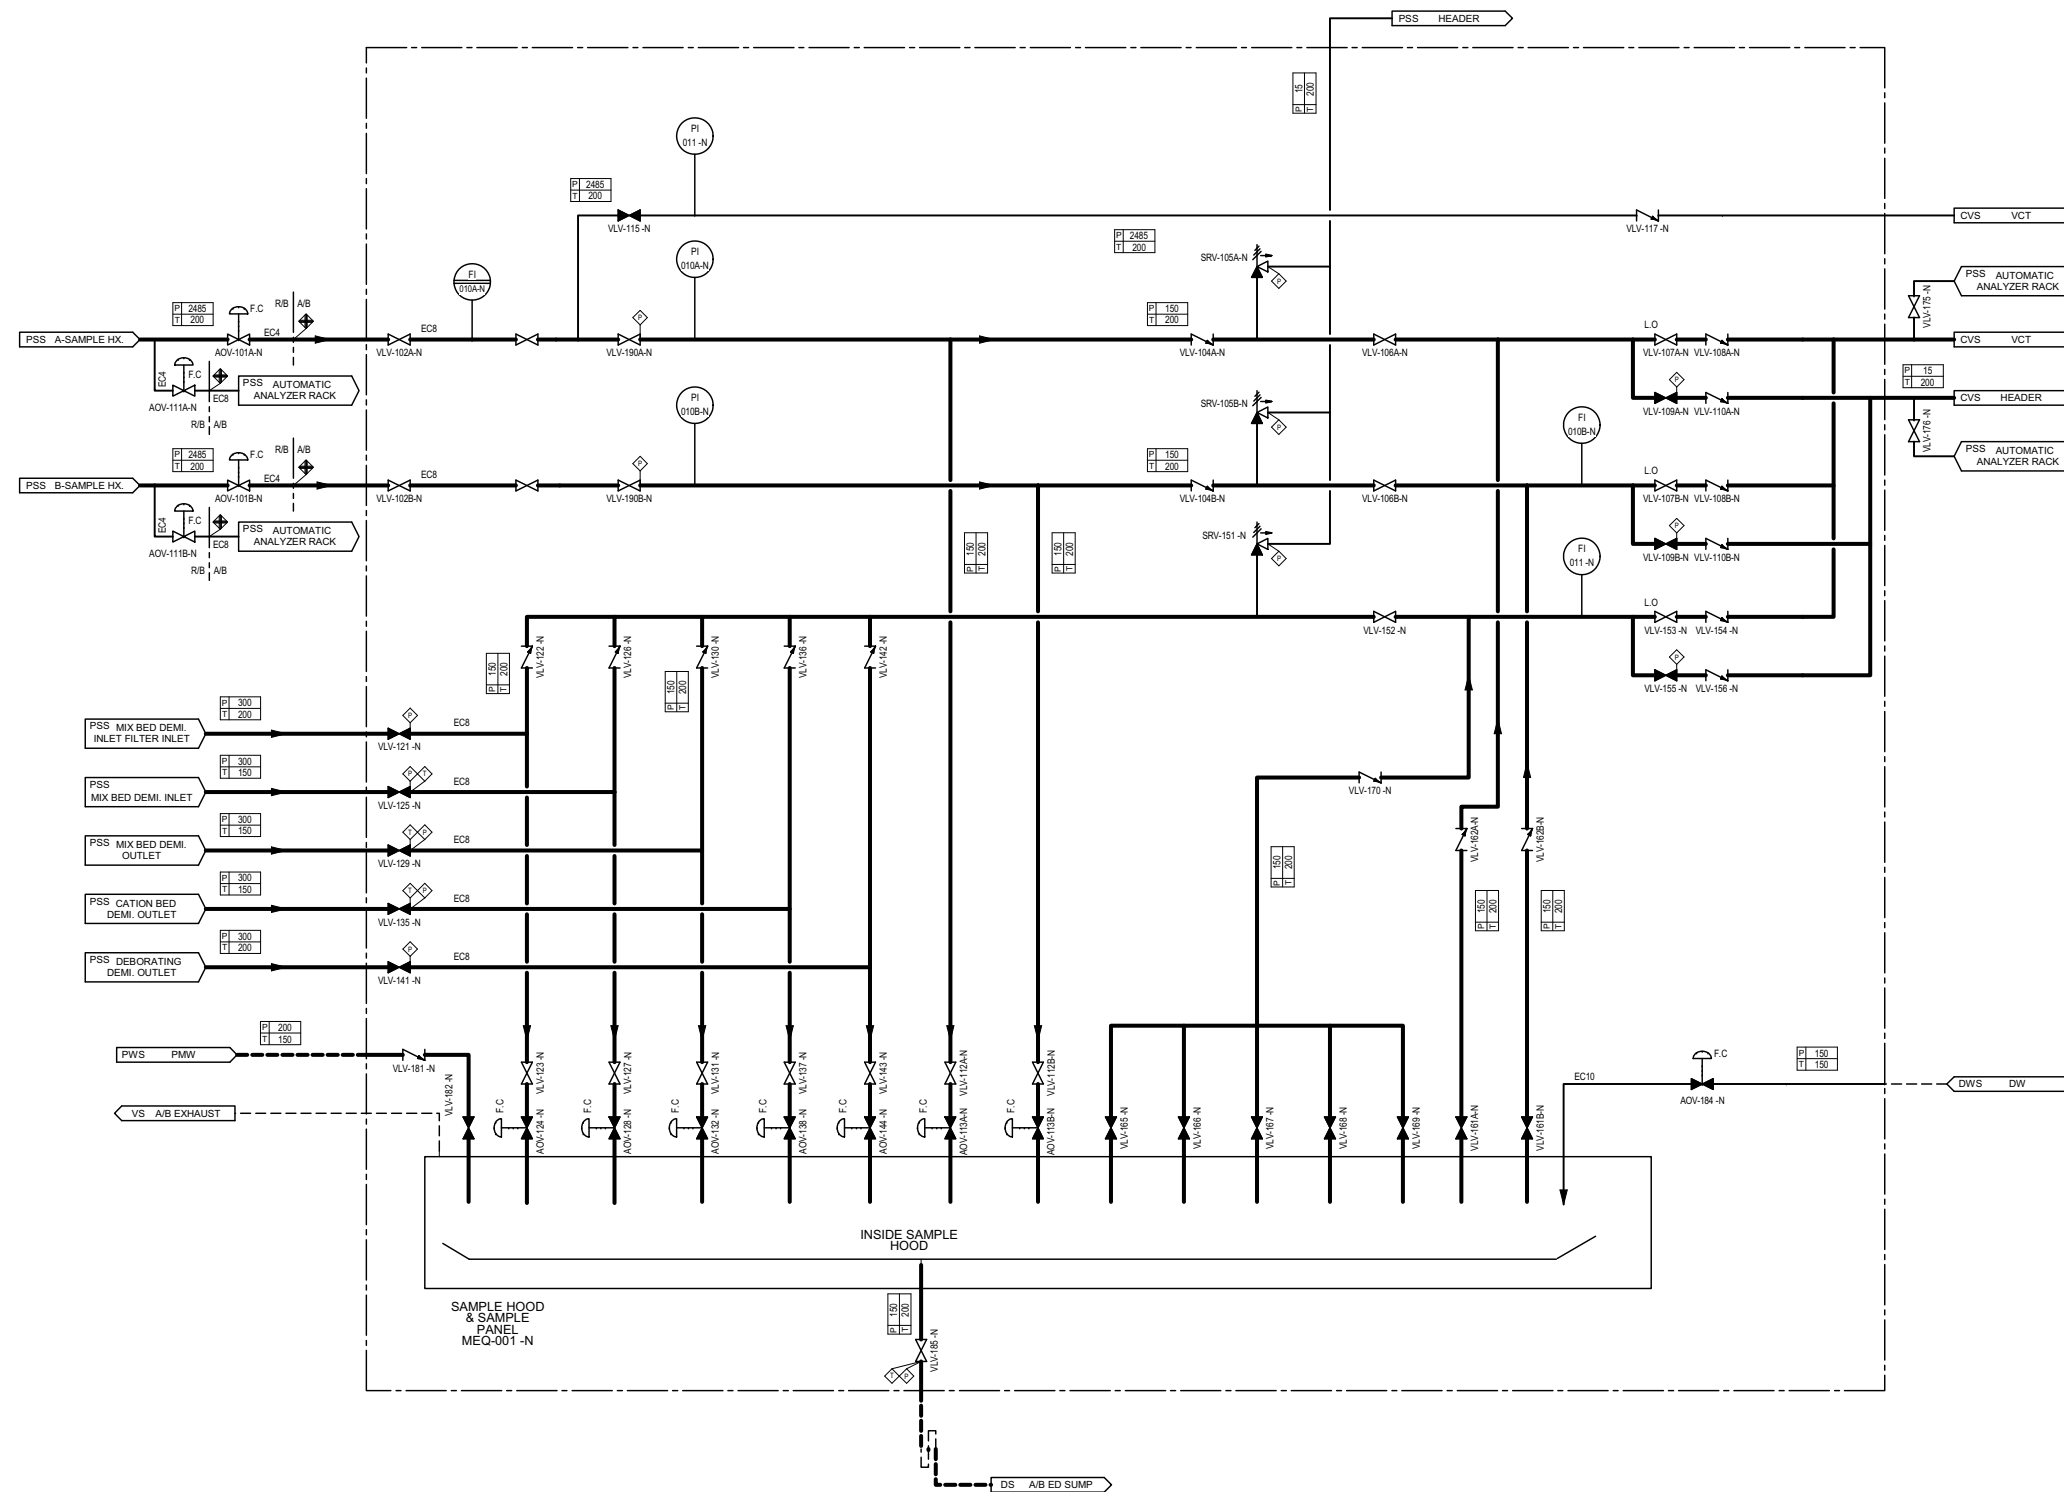 PSS HEADER
P 15
T 200
PI
011 -N
P 2485
T 200
VLV-115 -N
VLV-117 -N
CVS VCT
P 2485
T 200
PI
010A-N
SRV-105A-N
P
FI
010A-N
PSS AUTOMATIC
ANALYZER RACK
VLV-175 -N
P 2485
T 200
F.C
R/B A/B
P
P 150
T 200
L.O
PSS A-SAMPLE HX.
AOV-101A-N
EC4
VLV-102A-N
EC8
VLV-190A-N
VLV-104A-N
VLV-106A-N
VLV-107A-N
VLV-108A-N
CVS VCT
EC4
F.C
AOV-111A-N
EC8
PSS AUTOMATIC
ANALYZER RACK
R/B A/B
P
VLV-109A-N
VLV-110A-N
P 15
T 200
CVS HEADER
PI
010B-N
SRV-105B-N
P
FI
010B-N
VLV-176 -N
PSS AUTOMATIC
ANALYZER RACK
P 2485
T 200
F.C
R/B A/B
P
P 150
T 200
L.O
PSS B-SAMPLE HX.
AOV-101B-N
EC4
VLV-102B-N
EC8
VLV-190B-N
VLV-104B-N
VLV-106B-N
VLV-107B-N
VLV-108B-N
EC4
F.C
AOV-111B-N
EC8
PSS AUTOMATIC
ANALYZER RACK
R/B A/B
P 150
T 200
P 150
T 200
SRV-151 -N
P
P
VLV-109B-N
VLV-110B-N
FI
011 -N
L.O
VLV-152 -N
VLV-153 -N
VLV-154 -N
P
VLV-155 -N
VLV-156 -N
P 150
T 200
VLV-122 -N
VLV-126 -N
P 150
T 200
VLV-130 -N
VLV-136 -N
VLV-142 -N
P 300
T 200
PSS MIX BED DEMI.
INLET FILTER INLET
P
VLV-121 -N
EC8
P 300
T 150
PSS
MIX BED DEMI. INLET
P T
VLV-125 -N
EC8
P 300
T 150
PSS MIX BED DEMI.
OUTLET
T P
VLV-129 -N
EC8
P 300
T 150
PSS CATION BED
DEMI. OUTLET
T P
VLV-135 -N
EC8
P 300
T 200
PSS DEBORATING
DEMI. OUTLET
P
VLV-141 -N
EC8
VLV-170 -N
P 150
T 200
VLV-162A-N
VLV-162B-N
P 150
T 200
P 150
T 200
P 200
T 150
PWS PMW
VLV-181 -N
VLV-182 -N
VS A/B EXHAUST
VLV-123 -N
VLV-127 -N
VLV-131 -N
VLV-137 -N
VLV-143 -N
VLV-112A-N
VLV-112B-N
F.C
AOV-124 -N
F.C
AOV-128 -N
F.C
AOV-132 -N
F.C
AOV-138 -N
F.C
AOV-144 -N
F.C
AOV-113A-N
F.C
AOV-113B-N
VLV-165 -N
VLV-166 -N
VLV-167 -N
VLV-168 -N
VLV-169 -N
VLV-161A-N
VLV-161B-N
EC10
F.C
AOV-184 -N
P 150
T 150
DWS DW
INSIDE SAMPLE
HOOD
SAMPLE HOOD
& SAMPLE
PANEL
MEQ-001 -N
P 150
T 200
VLV-185 -N
T P
DS A/B ED SUMP